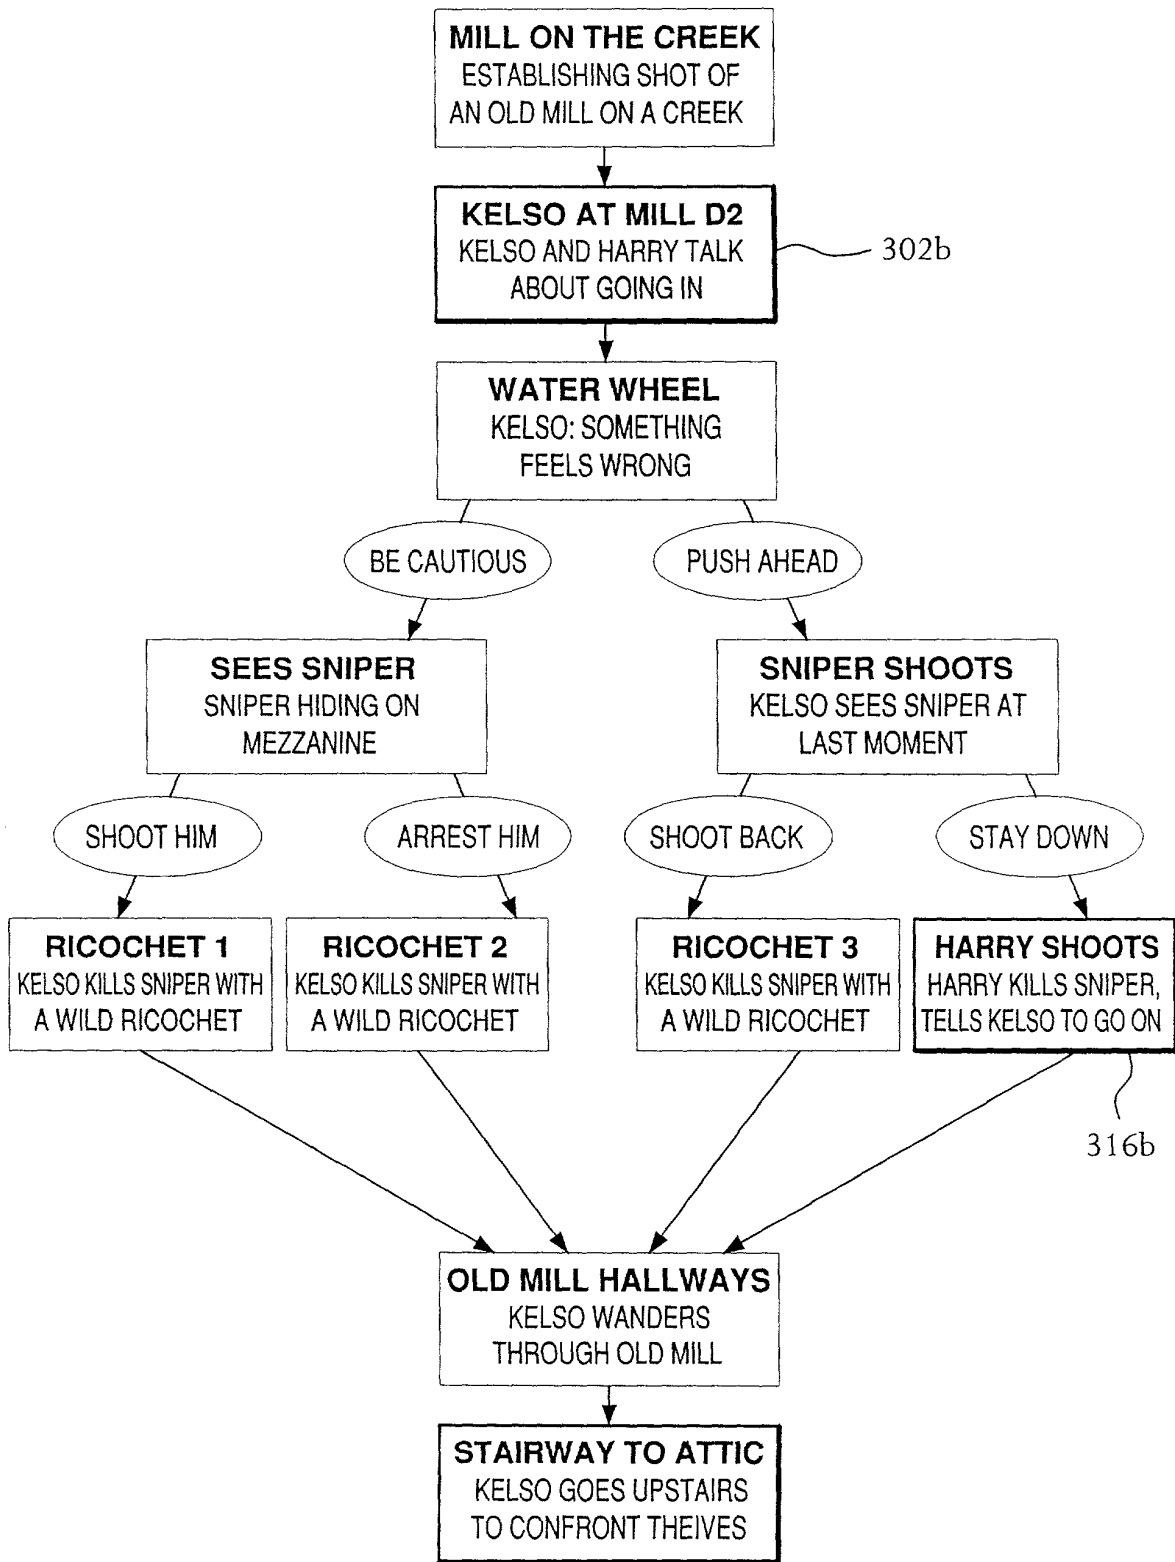 MILL ON THE CREEK
ESTABLISHING SHOT OF
AN OLD MILL ON A CREEK
KELSO AT MILL D2
KELSO AND HARRY TALK
ABOUT GOING IN
302b
WATER WHEEL
KELSO: SOMETHING
FEELS WRONG
BE CAUTIOUS
PUSH AHEAD
SEES SNIPER
SNIPER HIDING ON
MEZZANINE
SNIPER SHOOTS
KELSO SEES SNIPER AT
LAST MOMENT
SHOOT HIM
ARREST HIM
SHOOT BACK
STAY DOWN
RICOCHET 1
KELSO KILLS SNIPER WITH
A WILD RICOCHET
RICOCHET 2
KELSO KILLS SNIPER WITH
A WILD RICOCHET
RICOCHET 3
KELSO KILLS SNIPER WITH
A WILD RICOCHET
HARRY SHOOTS
HARRY KILLS SNIPER,
TELLS KELSO TO GO ON
316b
OLD MILL HALLWAYS
KELSO WANDERS
THROUGH OLD MILL
STAIRWAY TO ATTIC
KELSO GOES UPSTAIRS
TO CONFRONT THEIVES